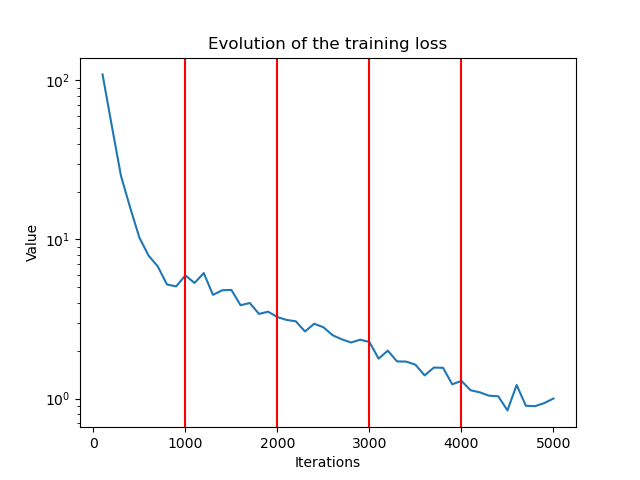 Evolution of the training loss
Value
10²
10¹
10⁰
0 1000 2000 3000 4000 5000
Iterations